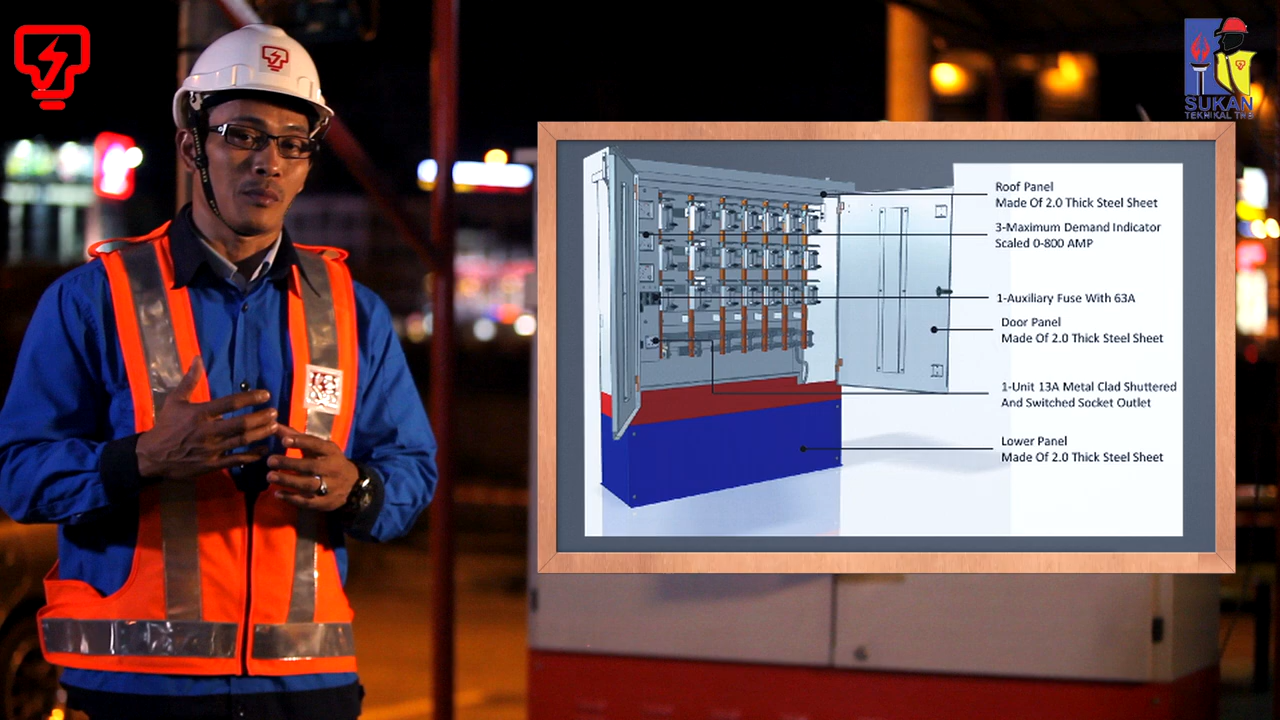 SUKAN
TEKNIKAL TNB
Roof Panel
Made Of 2.0 Thick Steel Sheet
3-Maximum Demand Indicator
Scaled 0-800 AMP
1-Auxiliary Fuse With 63A
Door Panel
Made Of 2.0 Thick Steel Sheet
1-Unit 13A Metal Clad Shuttered
And Switched Socket Outlet
Lower Panel
Made Of 2.0 Thick Steel Sheet